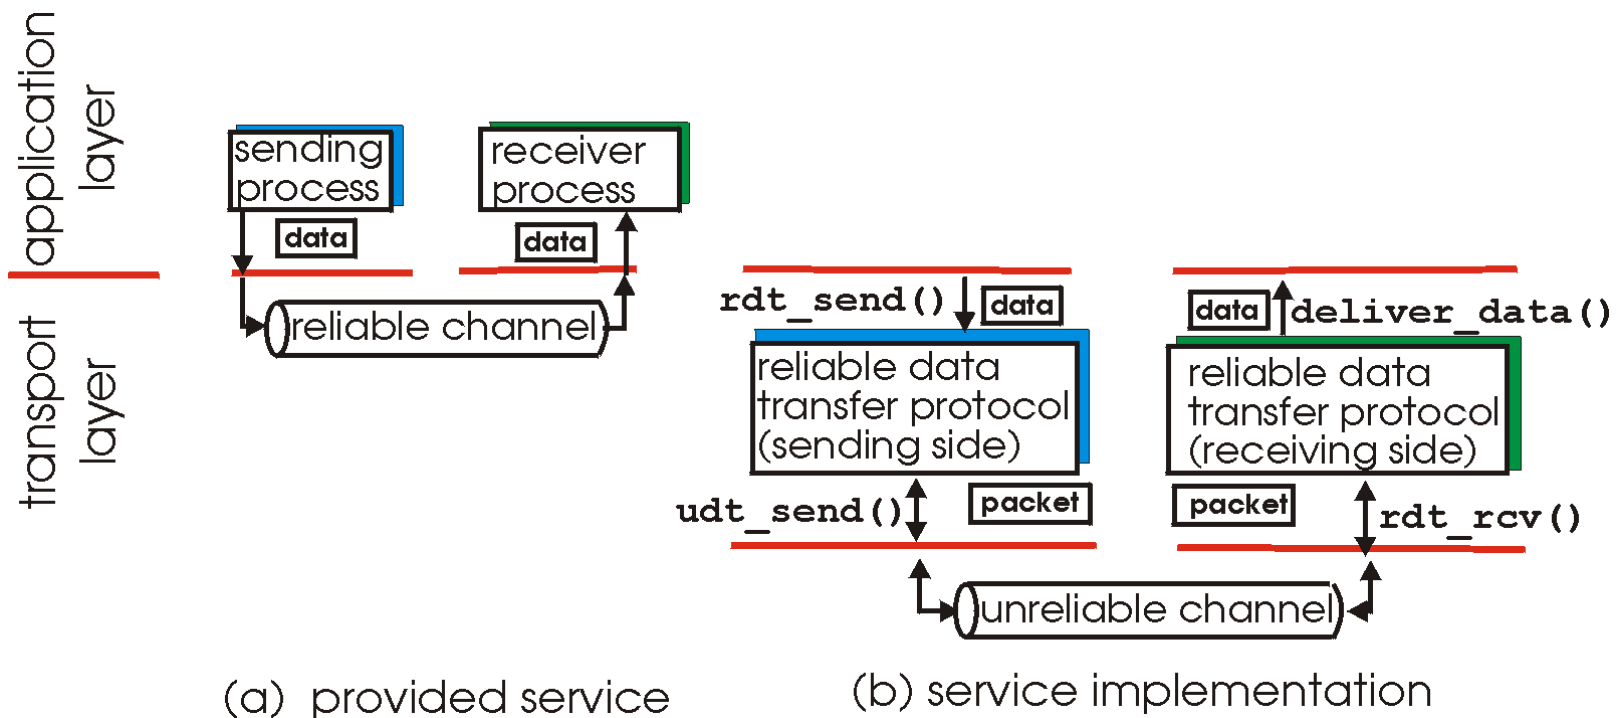 application
layer
transport
layer
sending
process
data
receiver
process
data
reliable channel
(a) provided service
rdt_send()
data
reliable data
transfer protocol
(sending side)
udt_send()
packet
data
deliver_data()
reliable data
transfer protocol
(receiving side)
packet
rdt_rcv()
unreliable channel
(b) service implementation